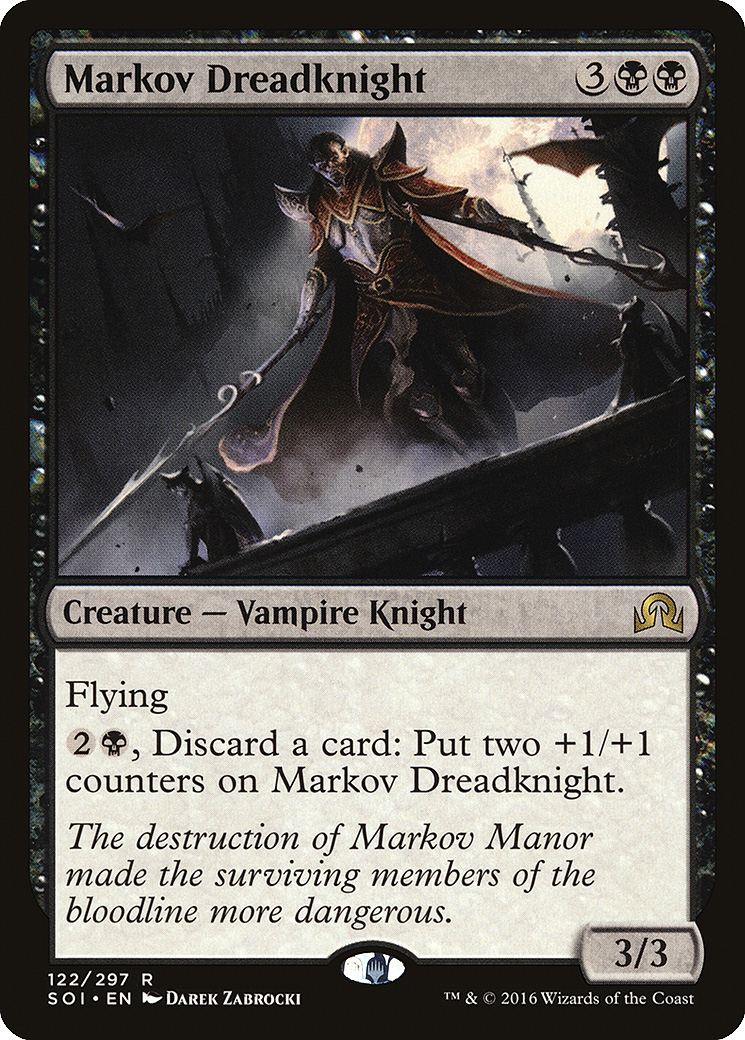 Markov Dreadknight 3
Creature — Vampire Knight
Flying
2, Discard a card: Put two +1/+1
counters on Markov Dreadknight.
The destruction of Markov Manor
made the surviving members of the
bloodline more dangerous.
3/3
122/297 R
SOI • EN Darek Zabrocki
™ & © 2016 Wizards of the Coast